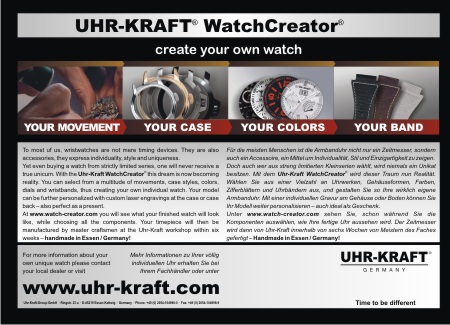 UHR-KRAFT® WatchCreator®
create your own watch
YOUR MOVEMENT
YOUR CASE
YOUR COLORS
YOUR BAND
To most of us, wristwatches are not mere timing devices. They are also
accessories, they express individuality, style and uniqueness.
Yet even buying a watch from strictly limited series, one will never receive a
true unicum. With the Uhr-Kraft WatchCreator® this dream is now becoming
reality. You can select from a multitude of movements, case styles, colors,
dials and wristbands, thus creating your own individual watch. Your model
can be further personalized with custom laser engravings at the case or case
back – also perfect as a present.
At www.watch-creator.com you will see what your finished watch will look
like, while choosing all the components. Your timepiece will then be
manufactured by master craftsmen at the Uhr-Kraft workshop within six
weeks – handmade in Essen / Germany!
Für die meisten Menschen ist die Armbanduhr nicht nur ein Zeitmesser, sondern
auch ein Accessoire, ein Mittel um Individualität, Stil und Einzigartigkeit zu zeigen.
Doch auch wer aus streng limitierten Kleinserien wählt, wird niemals ein Unikat
besitzen. Mit dem Uhr-Kraft WatchCreator® wird dieser Traum nun Realität.
Wählen Sie aus einer Vielzahl an Uhrwerken, Gehäuseformen, Farben,
Zifferblättern und Uhrbändern aus, und gestalten Sie so Ihre wirklich eigene
Armbanduhr. Mit einer individuellen Gravur am Gehäuse oder Boden können Sie
Ihr Modell weiter personalisieren – auch ideal als Geschenk.
Unter www.watch-creator.com sehen Sie, schon während Sie die
Komponenten auswählen, wie Ihre fertige Uhr aussehen wird. Der Zeitmesser
wird dann von Uhr-Kraft innerhalb von sechs Wochen von Meistern des Faches
gefertigt – Handmade in Essen / Germany!
For more information about your
own unique watch please contact
your local dealer or visit
Mehr Informationen zu Ihrer völlig
individuellen Uhr erhalten Sie bei
Ihrem Fachhändler oder unter
www.uhr-kraft.com
UHR-KRAFT®
GERMANY
Time to be different